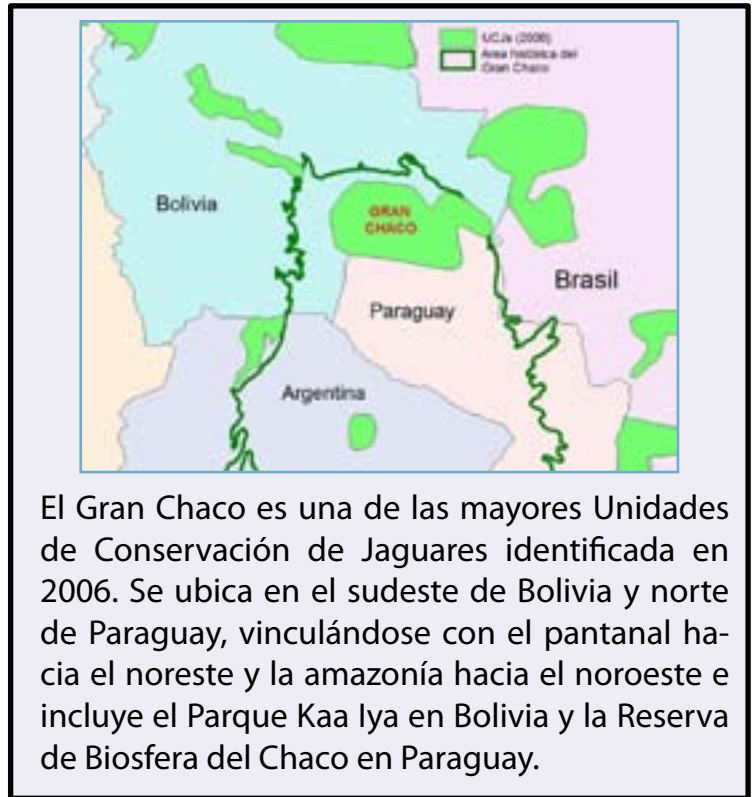 UCJs (2006)
Area histórica del
Gran Chaco
Bolivia
GRAN
CHACO
Brasil
Paraguay
Argentina
El Gran Chaco es una de las mayores Unidades
de Conservación de Jaguares identificada en
2006. Se ubica en el sudeste de Bolivia y norte
de Paraguay, vinculándose con el pantanal ha-
cia el noreste y la amazonía hacia el noroeste e
incluye el Parque Kaa Iya en Bolivia y la Reserva
de Biosfera del Chaco en Paraguay.